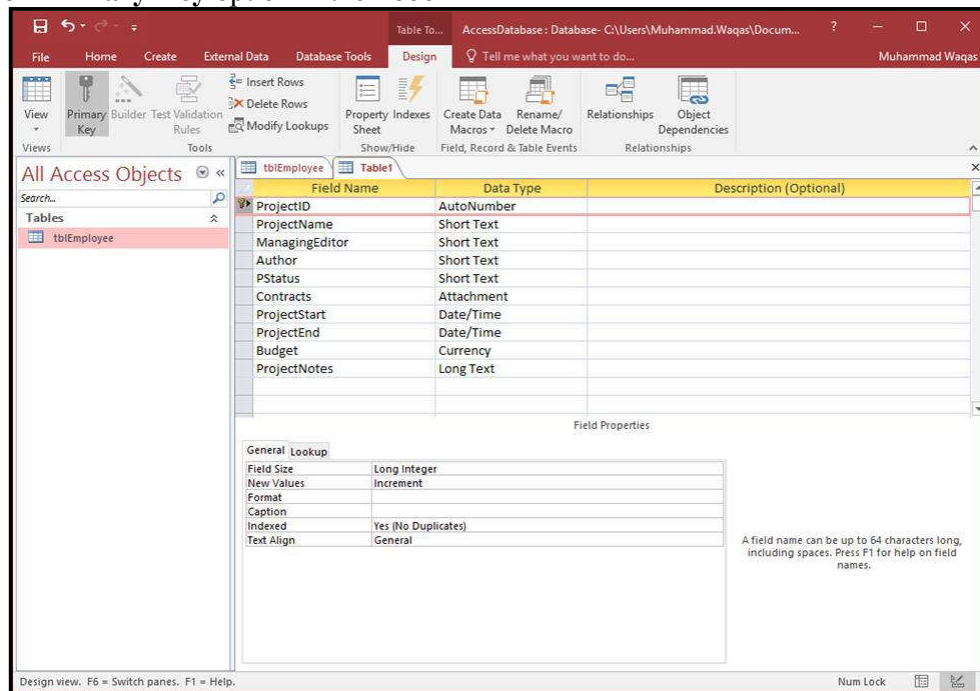 Table To...
AccessDatabase : Database- C:\Users\Muhammad.Waqas\Docum...
?
File
Home
Create
External Data
Database Tools
Design
Tell me what you want to do...
Muhammad Waqas
View
Primary Key
Builder
Test Validation Rules
Insert Rows
Delete Rows
Modify Lookups
Property Sheet
Indexes
Create Data Macros
Rename/ Delete Macro
Relationships
Object Dependencies
Views
Tools
Show/Hide
Field, Record & Table Events
Relationships
All Access Objects
Search...
Tables
tblEmployee
tblEmployee
Table1
Field Name Data Type Description (Optional)
ProjectID AutoNumber
ProjectName Short Text
ManagingEditor Short Text
Author Short Text
PStatus Short Text
Contracts Attachment
ProjectStart Date/Time
ProjectEnd Date/Time
Budget Currency
ProjectNotes Long Text
Field Properties
General Lookup
Field Size Long Integer
New Values Increment
Format
Caption
Indexed Yes (No Duplicates)
Text Align General
A field name can be up to 64 characters long,
including spaces. Press F1 for help on field
names.
Design view. F6 = Switch panes. F1 = Help.
Num Lock